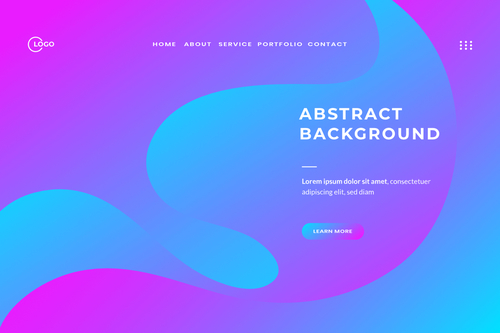 LOGO
HOME ABOUT SERVICE PORTFOLIO CONTACT
ABSTRACT
BACKGROUND
Lorem ipsum dolor sit amet, consectetuer
adipiscing elit, sed diam
LEARN MORE